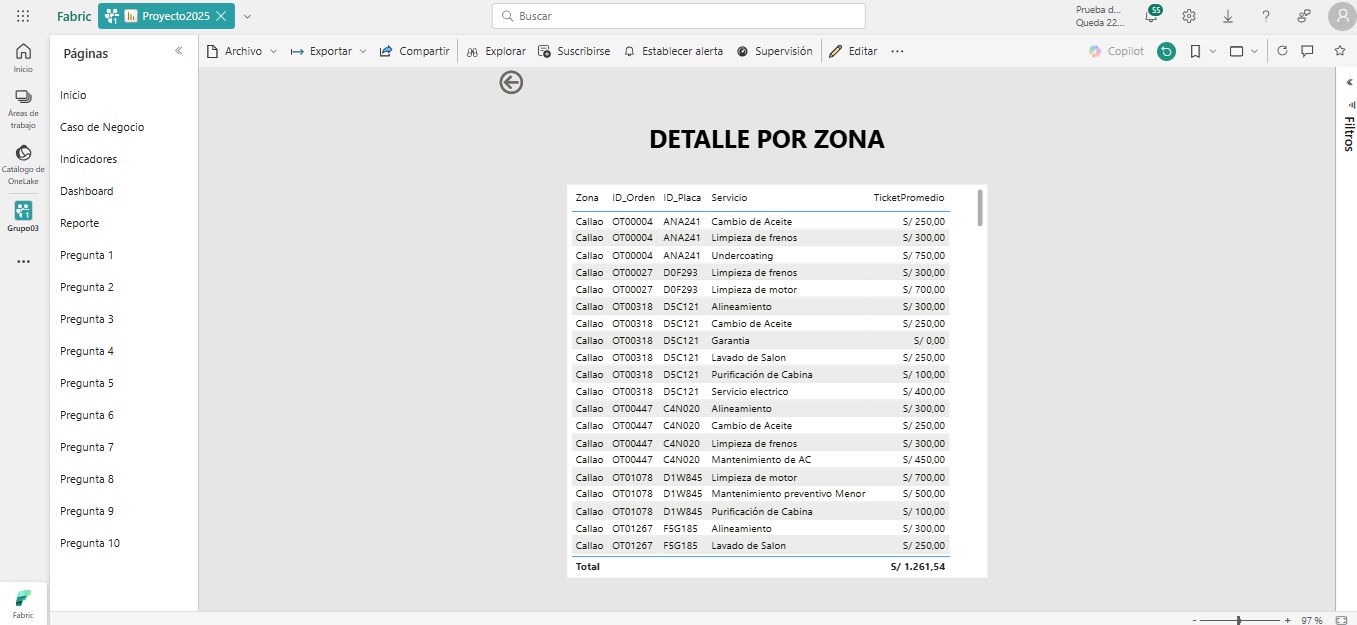 Fabric
Proyecto2025
Buscar
Prueba d...
Queda 22...
55
Inicio
Áreas de
trabajo
Catálogo de
OneLake
Grupo03
Fabric
Páginas
Inicio
Caso de Negocio
Indicadores
Dashboard
Reporte
Pregunta 1
Pregunta 2
Pregunta 3
Pregunta 4
Pregunta 5
Pregunta 6
Pregunta 7
Pregunta 8
Pregunta 9
Pregunta 10
Archivo Exportar Compartir Explorar Suscribirse Establecer alerta Supervisión Editar ... Copilot
DETALLE POR ZONA
Zona ID_Orden ID_Placa Servicio TicketPromedio
Callao OT00004 ANA241 Cambio de Aceite S/ 250,00
Callao OT00004 ANA241 Limpieza de frenos S/ 300,00
Callao OT00004 ANA241 Undercoating S/ 750,00
Callao OT00027 D0F293 Limpieza de frenos S/ 300,00
Callao OT00027 D0F293 Limpieza de motor S/ 700,00
Callao OT00318 D5C121 Alineamiento S/ 300,00
Callao OT00318 D5C121 Cambio de Aceite S/ 250,00
Callao OT00318 D5C121 Garantia S/ 0,00
Callao OT00318 D5C121 Lavado de Salon S/ 250,00
Callao OT00318 D5C121 Purificación de Cabina S/ 100,00
Callao OT00318 D5C121 Servicio electrico S/ 400,00
Callao OT00447 C4N020 Alineamiento S/ 300,00
Callao OT00447 C4N020 Cambio de Aceite S/ 250,00
Callao OT00447 C4N020 Limpieza de frenos S/ 300,00
Callao OT00447 C4N020 Mantenimiento de AC S/ 450,00
Callao OT01078 D1W845 Limpieza de motor S/ 700,00
Callao OT01078 D1W845 Mantenimiento preventivo Menor S/ 500,00
Callao OT01078 D1W845 Purificación de Cabina S/ 100,00
Callao OT01267 F5G185 Alineamiento S/ 300,00
Callao OT01267 F5G185 Lavado de Salon S/ 250,00
Total S/ 1.261,54
Filtros
- + 97 %